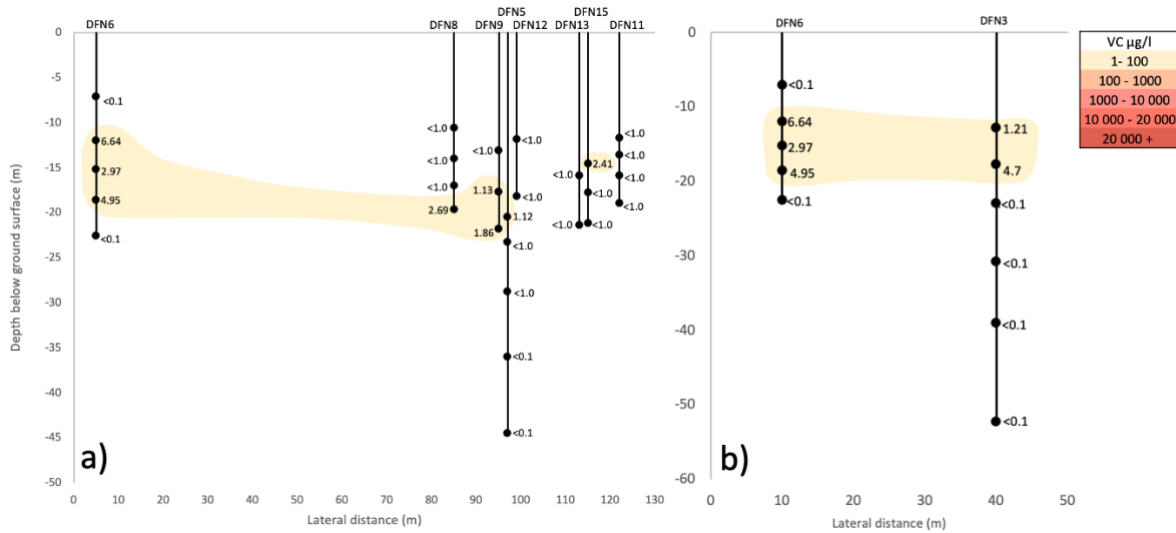 DFN5
DFN15
DFN6
DFN8
DFN9
DFN12
DFN13
DFN11
0
-5
-10
-15
-20
-25
-30
-35
-40
-45
-50
Depth below ground surface (m)
<0.1
6.64
2.97
4.95
<0.1
<1.0
<1.0
<1.0
2.69
<1.0
1.13
1.86
1.12
<1.0
<1.0
<0.1
<0.1
<1.0
<1.0
<1.0
<1.0
2.41
<1.0
<1.0
<1.0
<1.0
<1.0
<1.0
a)
0 10 20 30 40 50 60 70 80 90 100 110 120 130
Lateral distance (m)
DFN6
DFN3
0
-10
-20
-30
-40
-50
-60
<0.1
6.64
2.97
4.95
<0.1
1.21
4.7
<0.1
<0.1
<0.1
<0.1
b)
0 10 20 30 40 50
Lateral distance (m)
VC µg/l
1- 100
100 - 1000
1000 - 10 000
10 000 - 20 000
20 000 +